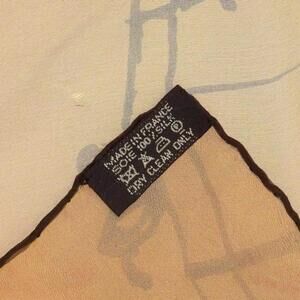 MADE IN FRANCE
SOIE 100% SILK
DRY CLEAN ONLY